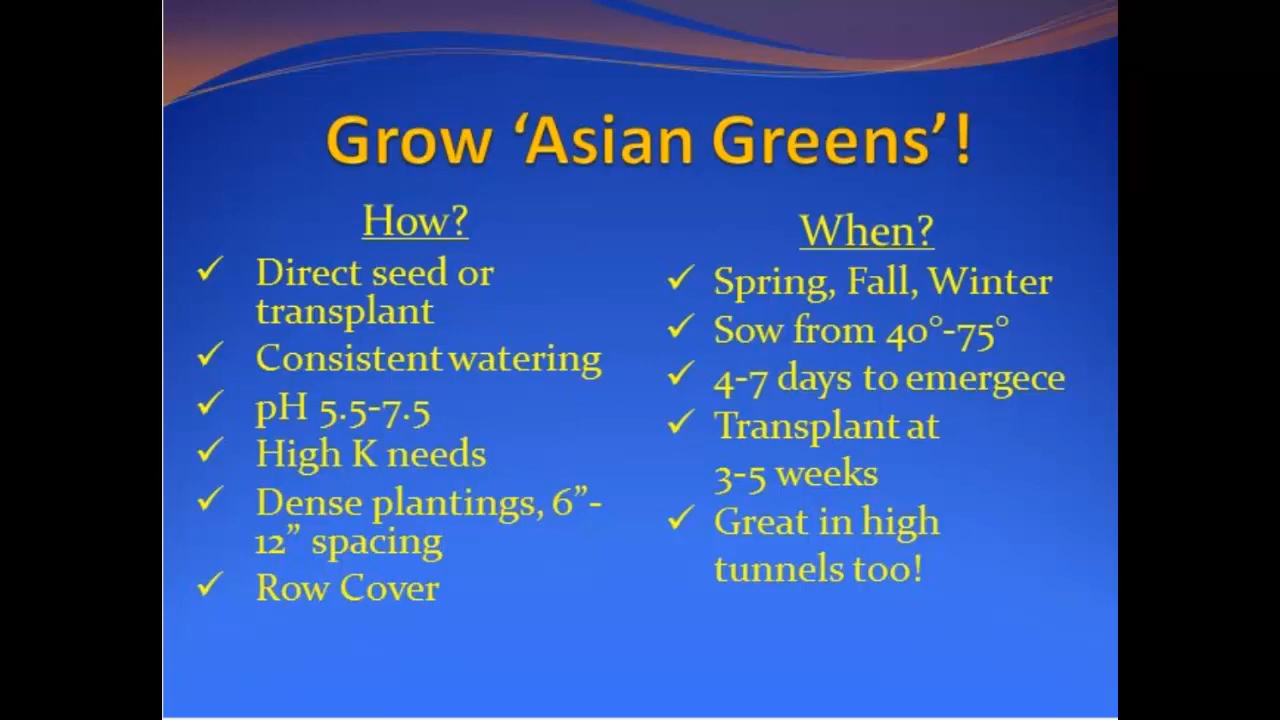 Grow ‘Asian Greens’!
How?
✓ Direct seed or
transplant
✓ Consistent watering
✓ pH 5.5-7.5
✓ High K needs
✓ Dense plantings, 6”-
12” spacing
✓ Row Cover
When?
✓ Spring, Fall, Winter
✓ Sow from 40°-75°
✓ 4-7 days to emergece
✓ Transplant at
3-5 weeks
✓ Great in high
tunnels too!